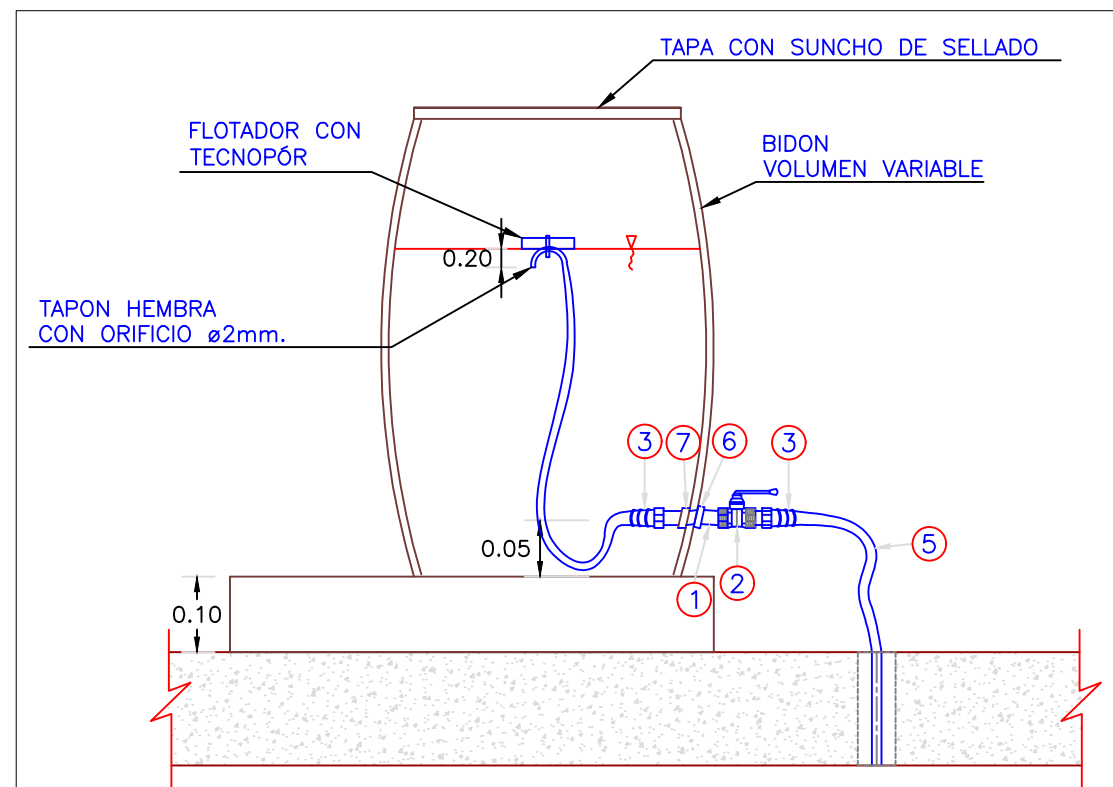 TAPA CON SUNCHO DE SELLADO
FLOTADOR CON
TECNOPÓR
BIDON
VOLUMEN VARIABLE
0.20
TAPON HEMBRA
CON ORIFICIO ø2mm.
3
7
6
3
0.05
5
2
1
0.10